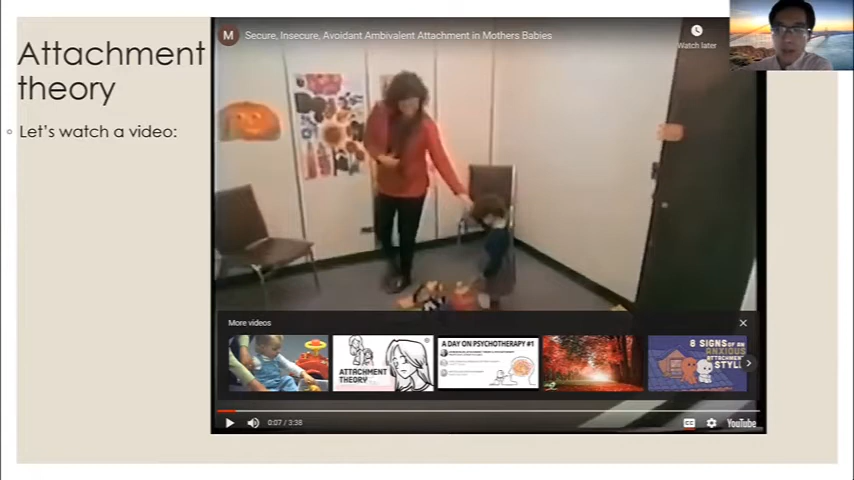 Attachment
theory
Let's watch a video:
M
Secure, Insecure, Avoidant Ambivalent Attachment in Mothers Babies
Watch later
More videos
ATTACHMENT
THEORY
A DAY ON PSYCHOTHERAPY #1
8 SIGNS OF AN
ANXIOUS
ATTACHMENT
STYL
0:07 / 3:38
YouTube